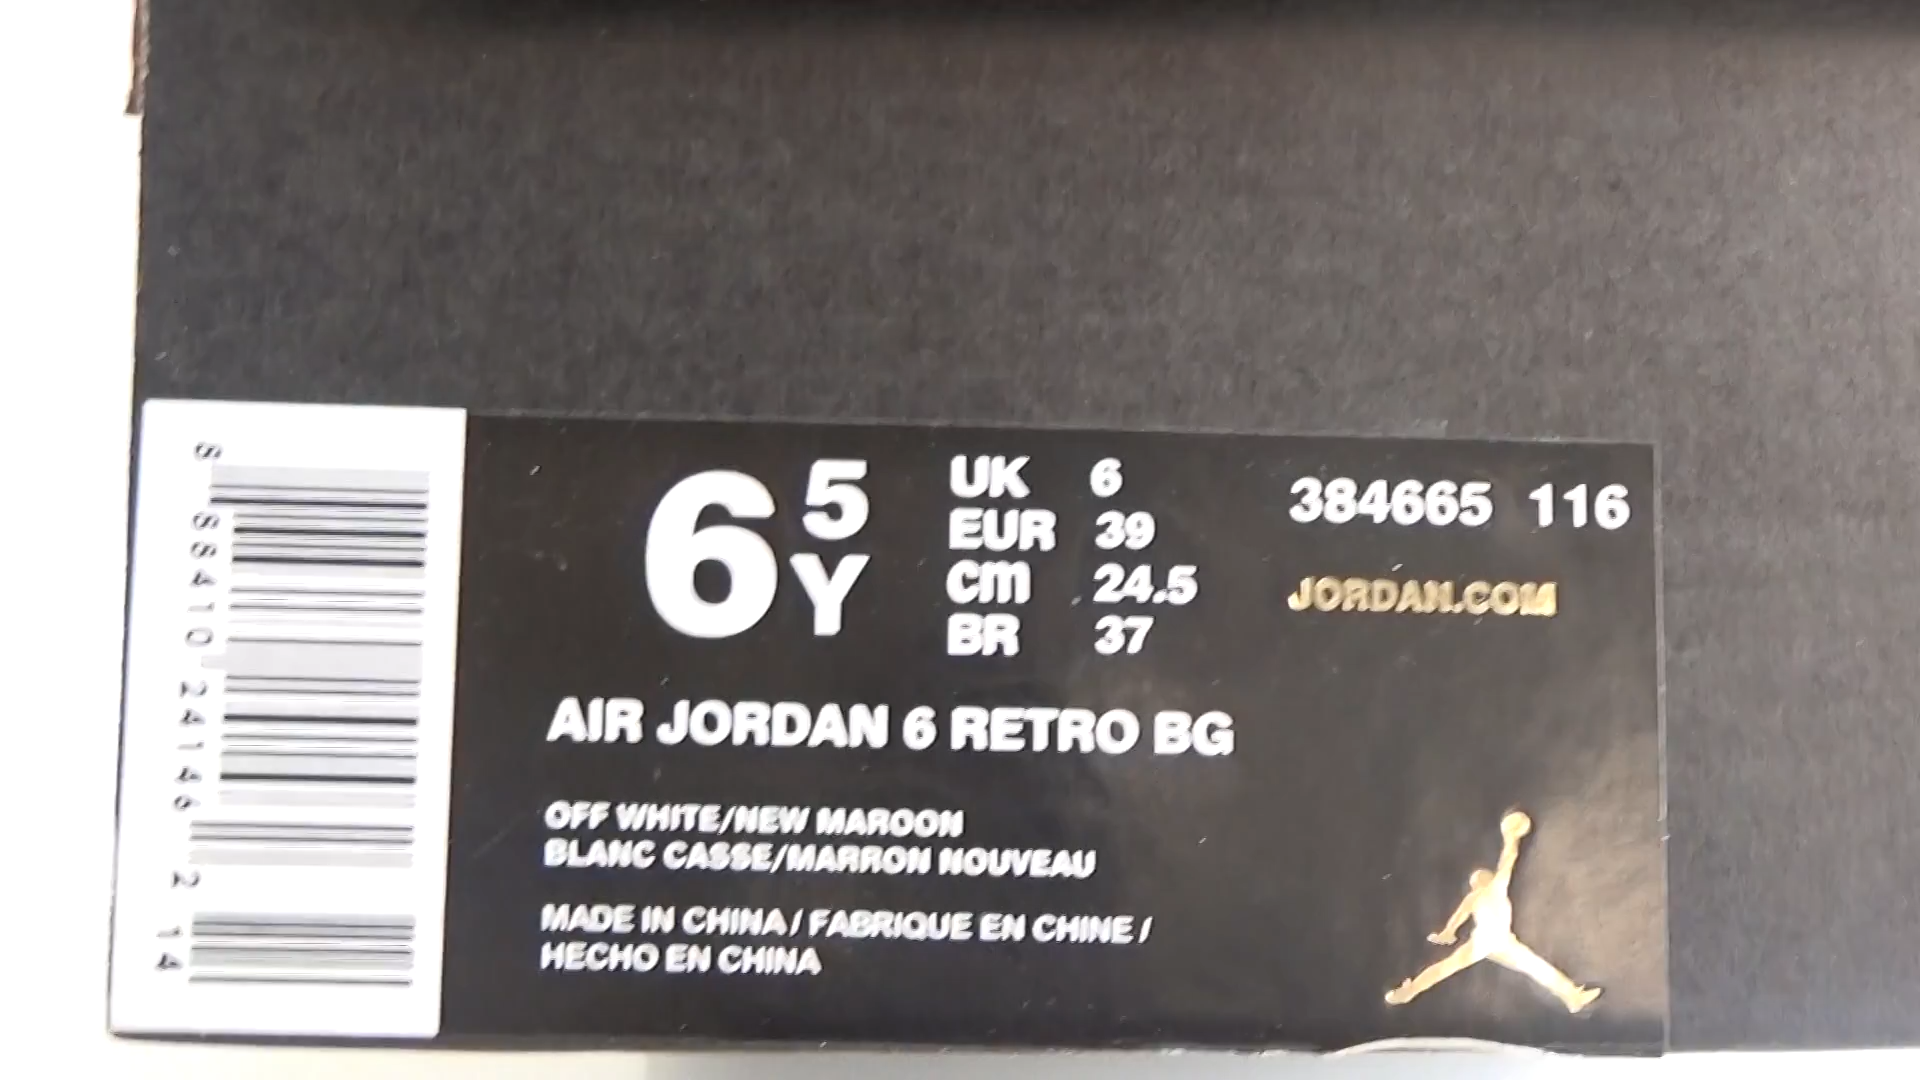 8 88410 24146 2 14
6 5
Y
UK 6
EUR 39
cm 24.5
BR 37
384665 116
JORDAN.COM
AIR JORDAN 6 RETRO BG
OFF WHITE/NEW MAROON
BLANC CASSE/MARRON NOUVEAU
MADE IN CHINA / FABRIQUE EN CHINE /
HECHO EN CHINA